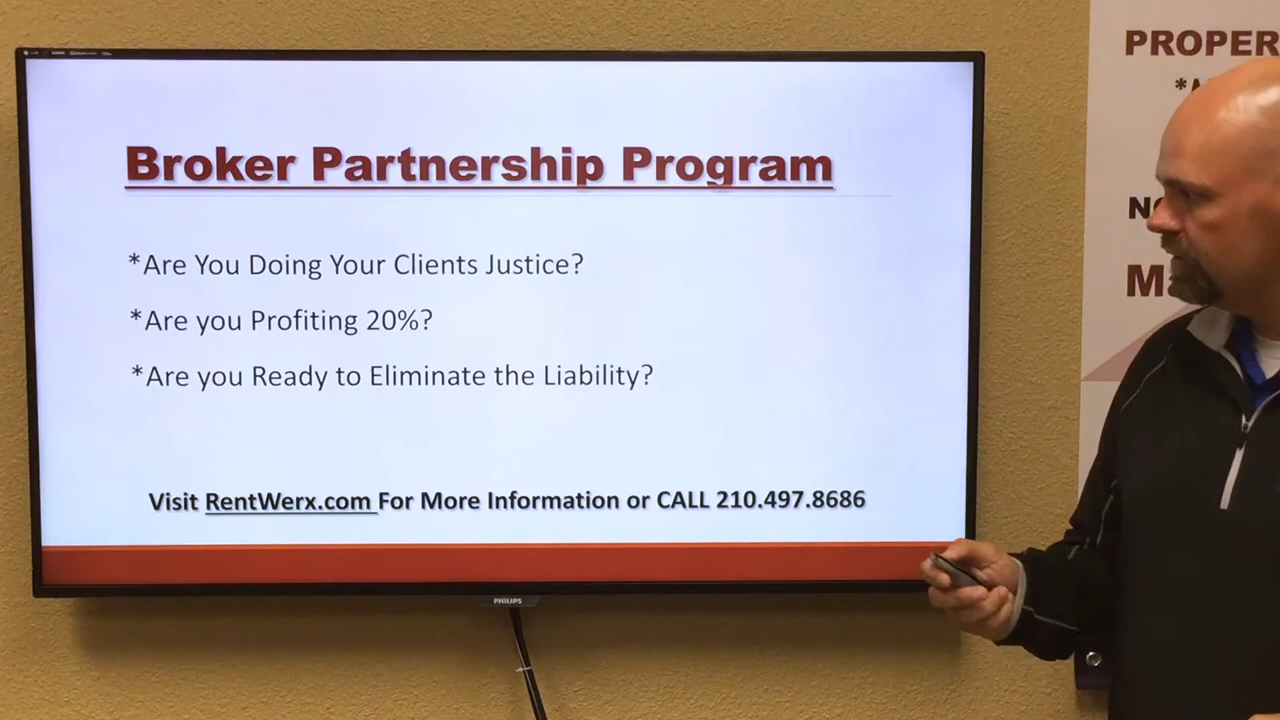 Broker Partnership Program
*Are You Doing Your Clients Justice?
*Are you Profiting 20%?
*Are you Ready to Eliminate the Liability?
Visit RentWerx.com For More Information or CALL 210.497.8686
PHILIPS
PROPER